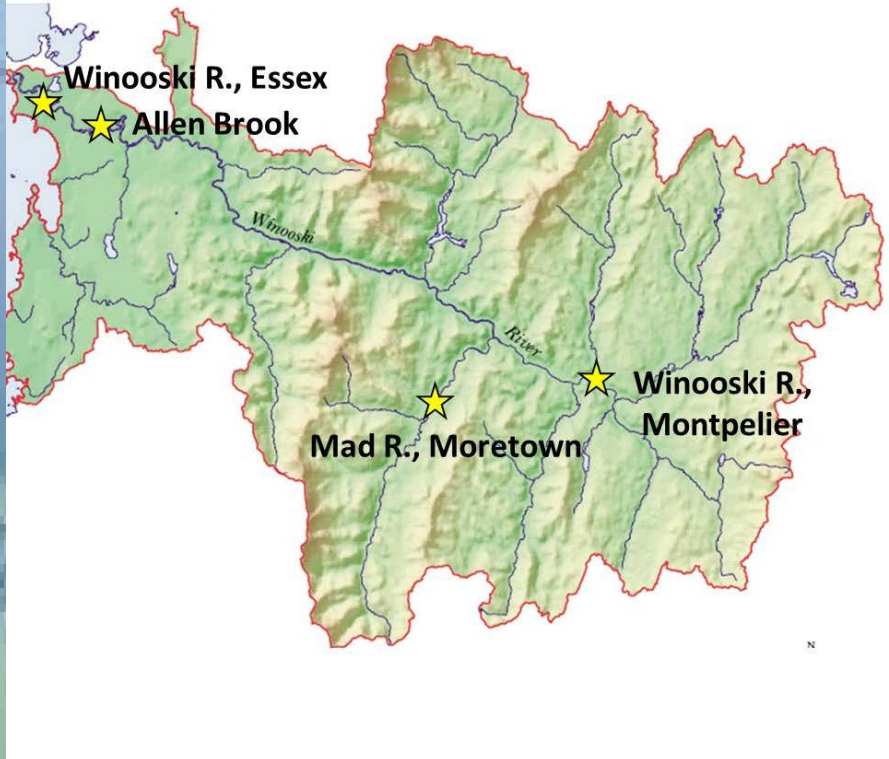 Winooski R., Essex
Allen Brook
Winooski
River
Winooski R.,
Montpelier
Mad R., Moretown
N